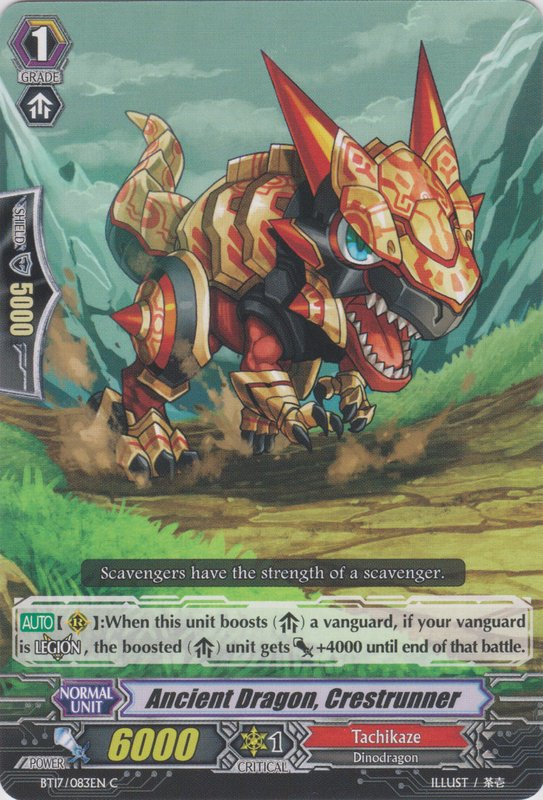 1
GRADE
SHIELD
5000
Scavengers have the strength of a scavenger.
AUTO [ R ]:When this unit boosts ( ) a vanguard, if your vanguard
is LEGION , the boosted ( ) unit gets +4000 until end of that battle.
NORMAL UNIT
Ancient Dragon, Crestrunner
POWER
6000
1
CRITICAL
Tachikaze
Dinodragon
BT17/083EN C
ILLUST / 茶壱